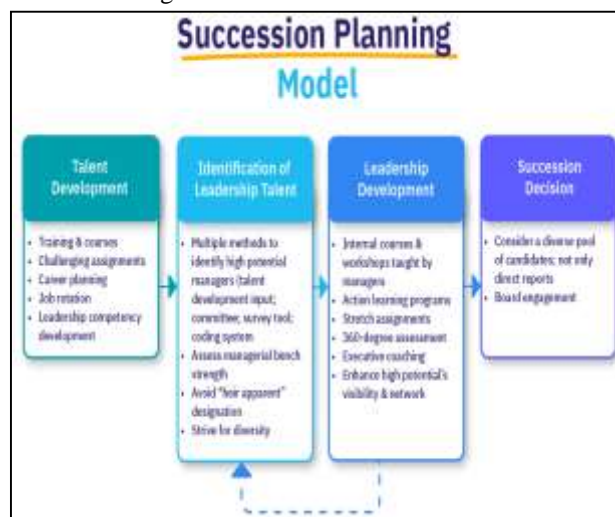 Succession Planning
Model
Talent
Development
• Training & courses
• Challenging assignments
• Career planning
• Job rotation
• Leadership competency
development
Identification of
Leadership Talent
• Multiple methods to
identify high potential
managers (talent
development input;
committee; survey tool;
coding system
• Assess managerial bench
strength
• Avoid "heir apparent"
designation
• Strive for diversity
Leadership
Development
• Internal courses &
workshops taught by
managers
• Action learning programs
• Stretch assignments
• 360-degree assessment
• Executive coaching
• Enhance high potential's
visibility & network
Succession
Decision
• Consider a diverse pool
of candidates; not only
direct reports
• Board engagement